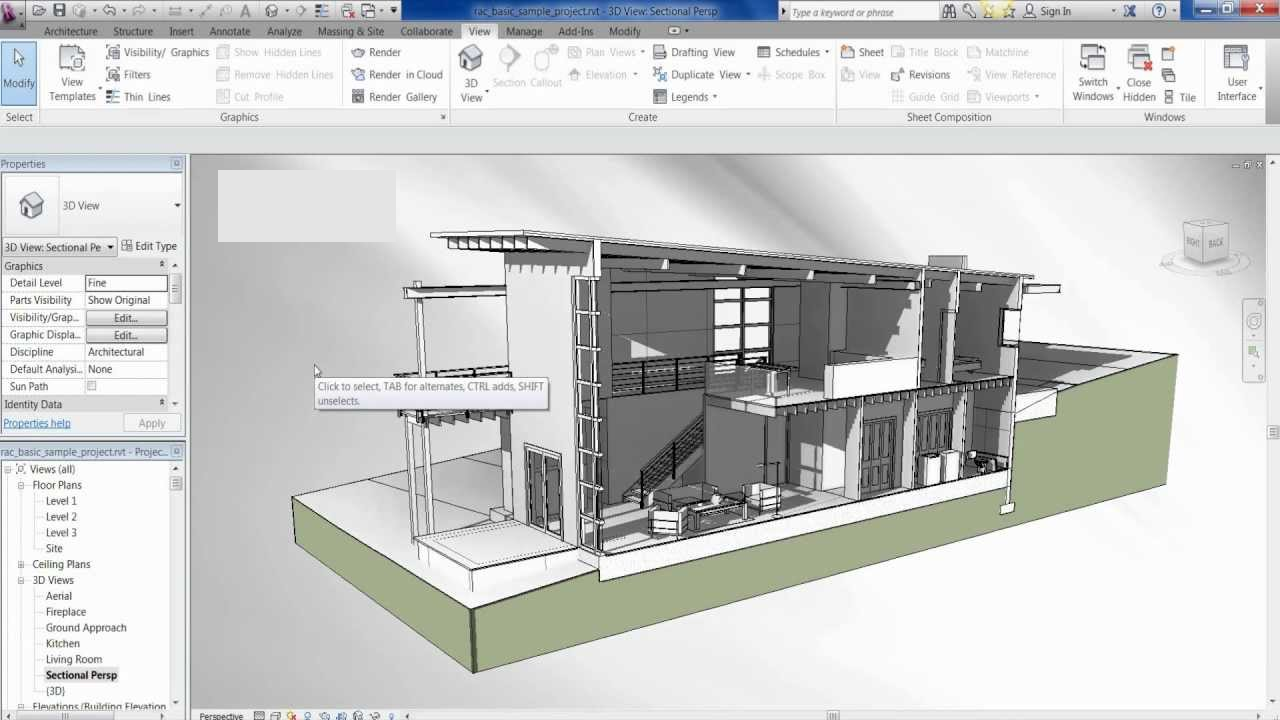 rac_basic_sample_project.rvt - 3D View: Sectional Persp
Type a keyword or phrase
Sign In
Architecture Structure Insert Annotate Analyze Massing & Site Collaborate View Manage Add-Ins Modify
Modify
View
Templates
Visibility/ Graphics
Filters
Thin Lines
Show Hidden Lines
Remove Hidden Lines
Cut Profile
Render
Render in Cloud
Render Gallery
3D
View
Section
Callout
Plan Views
Elevation
Drafting View
Duplicate View
Legends
Schedules
Scope Box
Sheet
View
Title Block
Revisions
Guide Grid
Matchline
View Reference
Viewports
Switch
Windows
Close
Hidden
Tile
User
Interface
Select Graphics Create Sheet Composition Windows
Properties
3D View
3D View: Sectional Pe Edit Type
Graphics
Detail Level Fine
Parts Visibility Show Original
Visibility/Grap... Edit...
Graphic Displa... Edit...
Discipline Architectural
Default Analysi... None
Sun Path
Identity Data
Properties help Apply
rac_basic_sample_project.rvt - Projec...
Views (all)
Floor Plans
Level 1
Level 2
Level 3
Site
Ceiling Plans
3D Views
Aerial
Fireplace
Ground Approach
Kitchen
Living Room
Sectional Persp
{3D}
Elevations (Building Elevation
Click to select, TAB for alternates, CTRL adds, SHIFT
unselects.
RIGHT BACK
Perspective